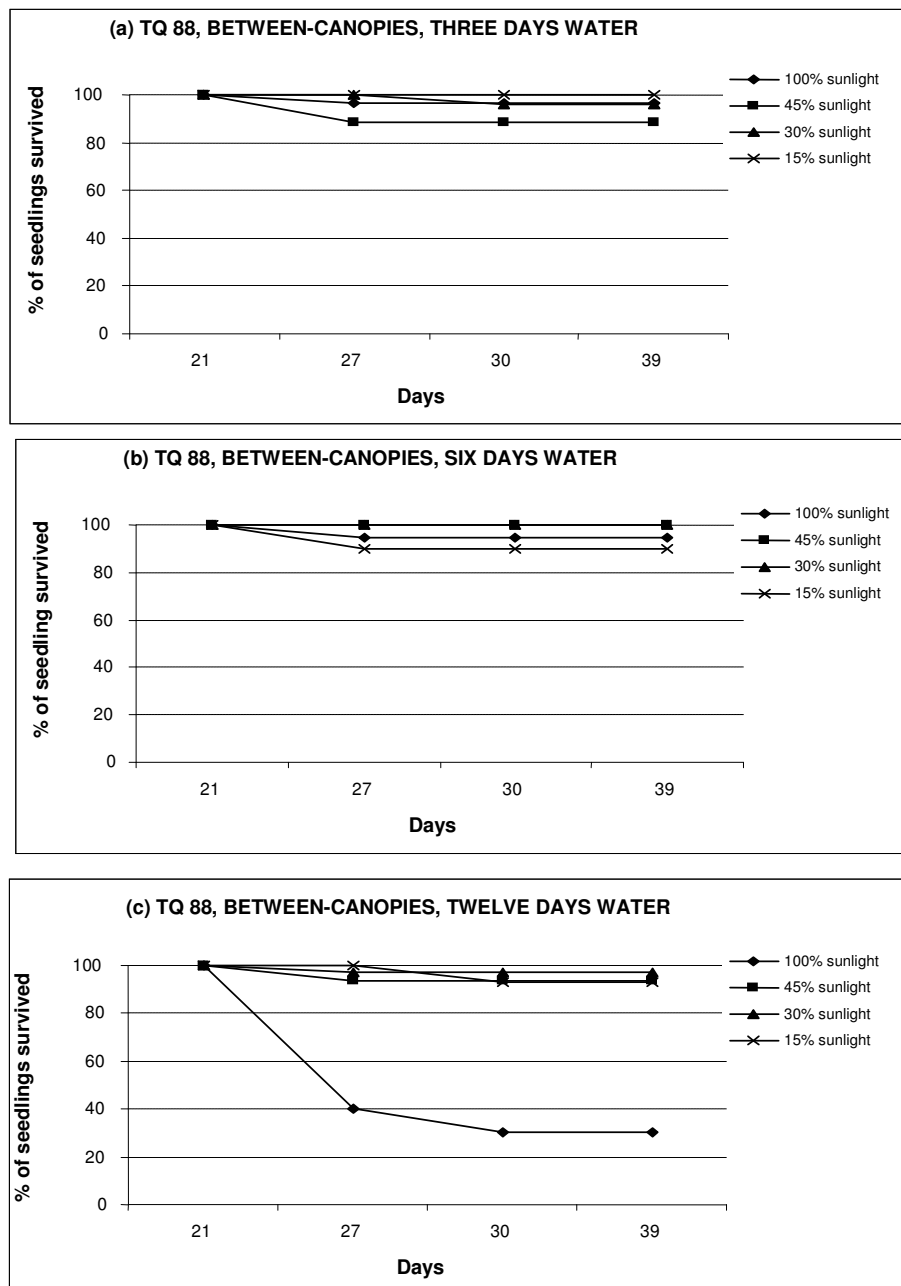 (a) TQ 88, BETWEEN-CANOPIES, THREE DAYS WATER
% of seedlings survived
100
80
60
40
20
0
21 27 30 39
Days
100% sunlight
45% sunlight
30% sunlight
15% sunlight
(b) TQ 88, BETWEEN-CANOPIES, SIX DAYS WATER
% of seedling survived
100
80
60
40
20
0
21 27 30 39
Days
100% sunlight
45% sunlight
30% sunlight
15% sunlight
(c) TQ 88, BETWEEN-CANOPIES, TWELVE DAYS WATER
% of seedlings survived
100
80
60
40
20
0
21 27 30 39
Days
100% sunlight
45% sunlight
30% sunlight
15% sunlight